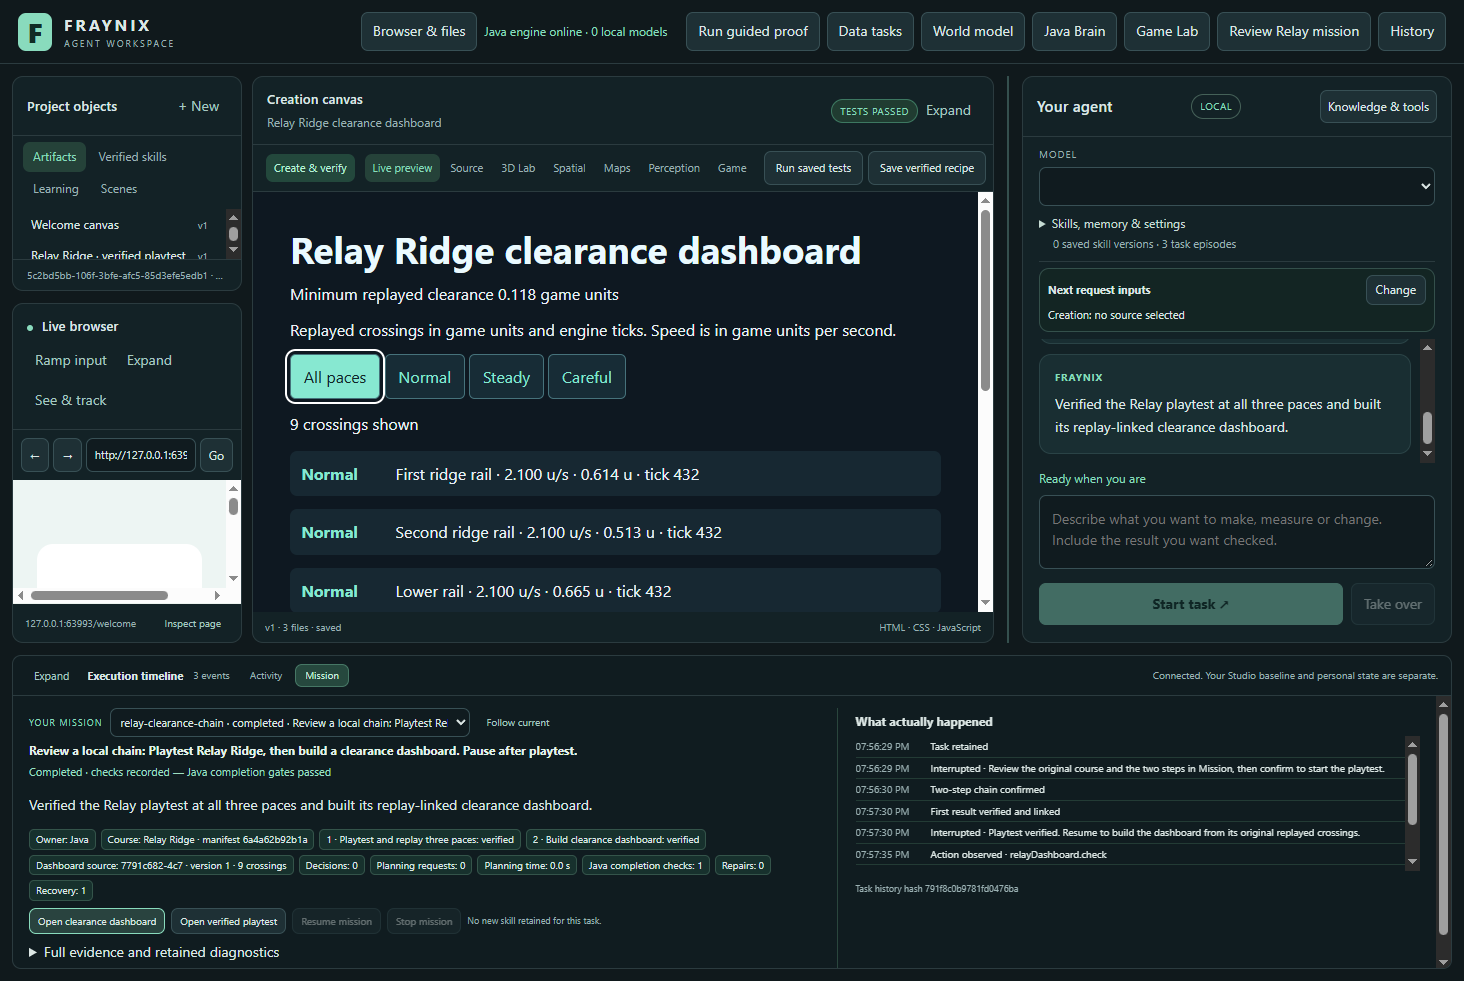 F
FRAYNIX
AGENT WORKSPACE
Browser & files
Java engine online · 0 local models
Run guided proof
Data tasks
World model
Java Brain
Game Lab
Review Relay mission
History
Project objects
+ New
Artifacts
Verified skills
Learning
Scenes
Welcome canvas
v1
Relay Ridge · verified playtest
v1
5c2bd5bb-106f-3bfe-afc5-85d3efe5edb1 · ...
Live browser
Ramp input
Expand
See & track
←
→
http://127.0.0.1:639
Go
127.0.0.1:63993/welcome
Inspect page
Creation canvas
Relay Ridge clearance dashboard
TESTS PASSED
Expand
Create & verify
Live preview
Source
3D Lab
Spatial
Maps
Perception
Game
Run saved tests
Save verified recipe
Relay Ridge clearance dashboard
Minimum replayed clearance 0.118 game units
Replayed crossings in game units and engine ticks. Speed is in game units per second.
All paces
Normal
Steady
Careful
9 crossings shown
Normal First ridge rail · 2.100 u/s · 0.614 u · tick 432
Normal Second ridge rail · 2.100 u/s · 0.513 u · tick 432
Normal Lower rail · 2.100 u/s · 0.665 u · tick 432
v1 · 3 files · saved
HTML · CSS · JavaScript
Your agent
LOCAL
Knowledge & tools
MODEL
Skills, memory & settings
0 saved skill versions · 3 task episodes
Next request inputs
Change
Creation: no source selected
FRAYNIX
Verified the Relay playtest at all three paces and built
its replay-linked clearance dashboard.
Ready when you are
Describe what you want to make, measure or change.
Include the result you want checked.
Start task ↗
Take over
Expand
Execution timeline
3 events
Activity
Mission
Connected. Your Studio baseline and personal state are separate.
YOUR MISSION
relay-clearance-chain · completed · Review a local chain: Playtest Re
Follow current
Review a local chain: Playtest Relay Ridge, then build a clearance dashboard. Pause after playtest.
Completed · checks recorded — Java completion gates passed
Verified the Relay playtest at all three paces and built its replay-linked clearance dashboard.
Owner: Java
Course: Relay Ridge · manifest 6a4a62b92b1a
1 · Playtest and replay three paces: verified
2 · Build clearance dashboard: verified
Dashboard source: 7791c682-4c7 · version 1 · 9 crossings
Decisions: 0
Planning requests: 0
Planning time: 0.0 s
Java completion checks: 1
Repairs: 0
Recovery: 1
Open clearance dashboard
Open verified playtest
Resume mission
Stop mission
No new skill retained for this task.
Full evidence and retained diagnostics
What actually happened
07:56:29 PM Task retained
07:56:29 PM Interrupted · Review the original course and the two steps in Mission, then confirm to start the playtest.
07:56:30 PM Two-step chain confirmed
07:57:30 PM First result verified and linked
07:57:30 PM Interrupted · Playtest verified. Resume to build the dashboard from its original replayed crossings.
07:57:35 PM Action observed · relayDashboard.check
Task history hash 791f8c0b9781fd0476ba